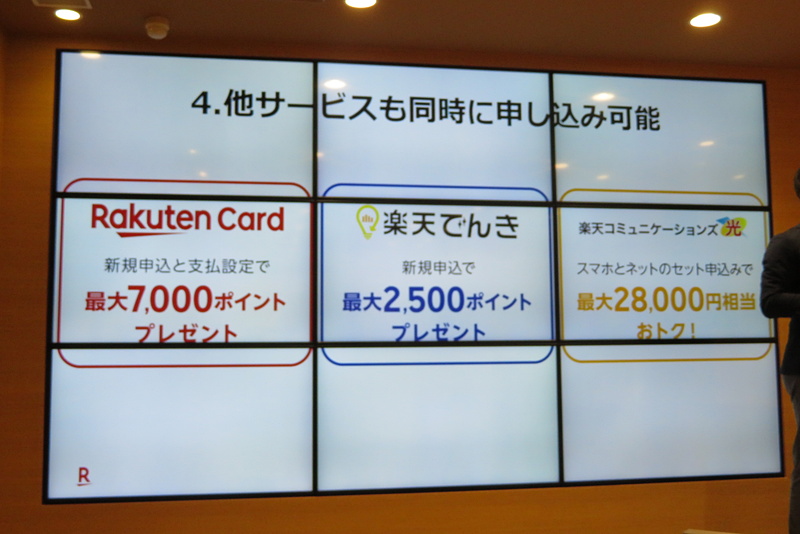 4.他サービスも同時に申し込み可能
Rakuten Card
新規申込と支払設定で
最大7,000ポイント
プレゼント
楽天でんき
新規申込で
最大2,500ポイント
プレゼント
楽天コミュニケーションズ光
スマホとネットのセット申込みで
最大28,000円相当
おトク!
R